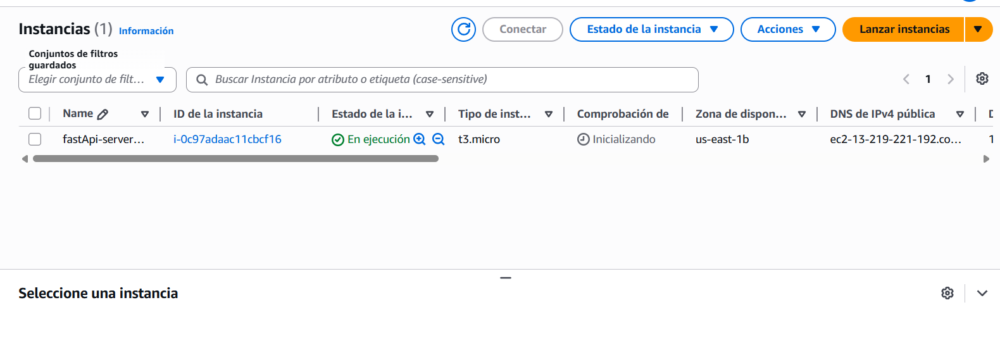 Instancias (1) Información
Conectar
Estado de la instancia
Acciones
Lanzar instancias
Conjuntos de filtros
guardados
Elegir conjunto de filt...
Buscar Instancia por atributo o etiqueta (case-sensitive)
1
Name ID de la instancia Estado de la i... Tipo de inst... Comprobación de Zona de dispon... DNS de IPv4 pública
fastApi-server... i-0c97adaac11cbcf16 En ejecución t3.micro Inicializando us-east-1b ec2-13-219-221-192.co...
Seleccione una instancia